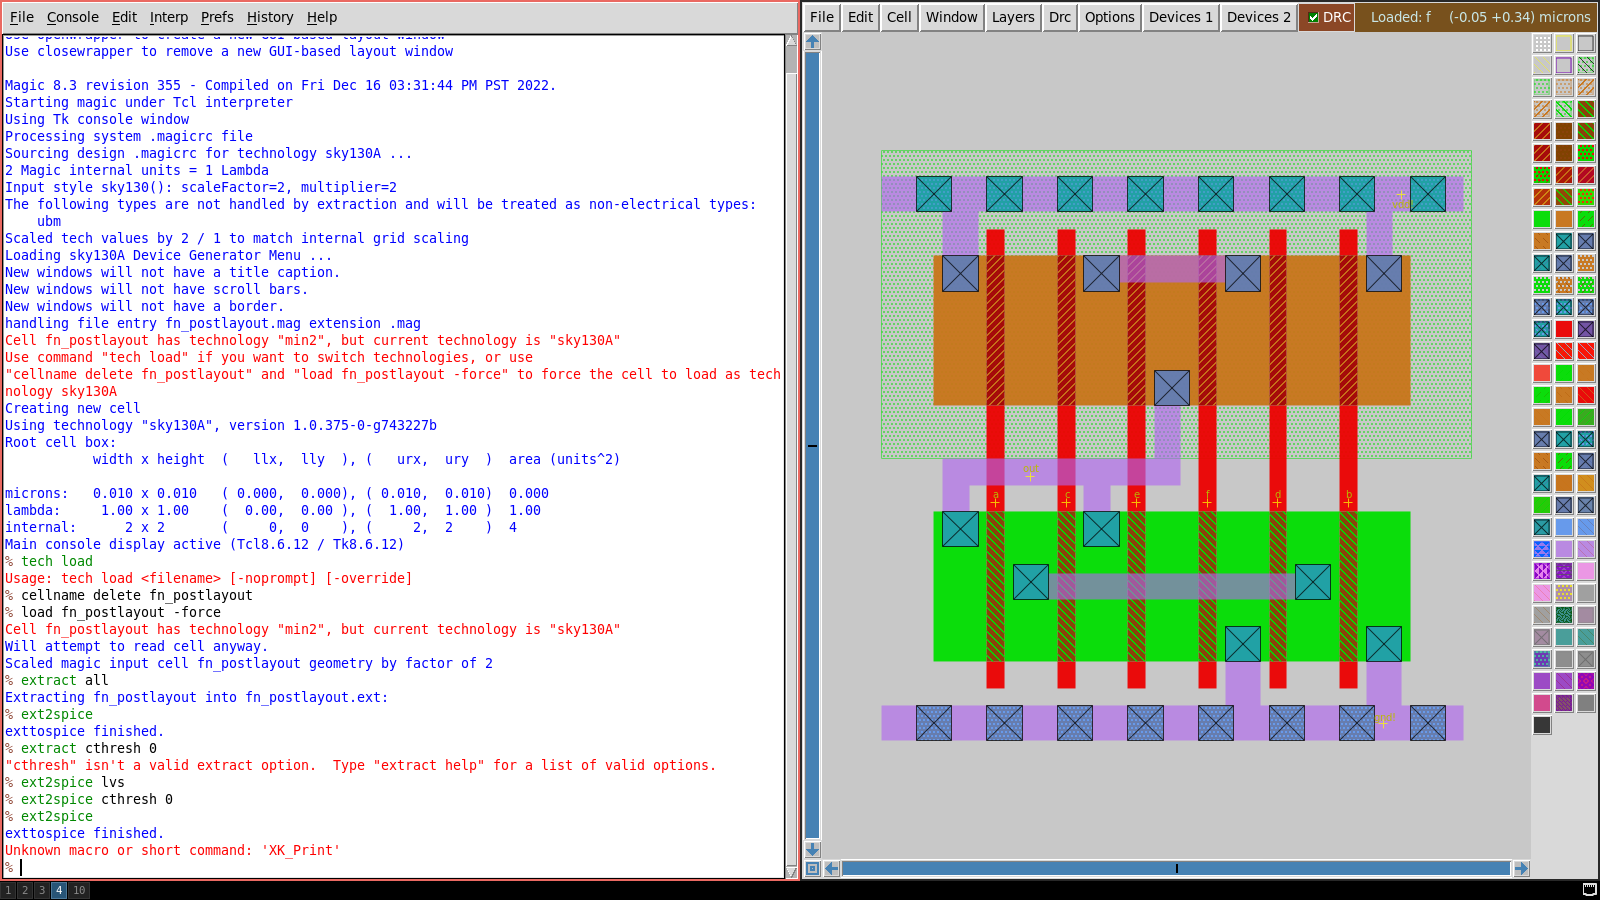 File Console Edit Interp Prefs History Help
Use openwrapper to create a new GUI-based layout window
Use closewrapper to remove a new GUI-based layout window
Magic 8.3 revision 355 - Compiled on Fri Dec 16 03:31:44 PM PST 2022.
Starting magic under Tcl interpreter
Using Tk console window
Processing system .magicrc file
Sourcing design .magicrc for technology sky130A ...
2 Magic internal units = 1 Lambda
Input style sky130(): scaleFactor=2, multiplier=2
The following types are not handled by extraction and will be treated as non-electrical types:
ubm
Scaled tech values by 2 / 1 to match internal grid scaling
Loading sky130A Device Generator Menu ...
New windows will not have a title caption.
New windows will not have scroll bars.
New windows will not have a border.
handling file entry fn_postlayout.mag extension .mag
Cell fn_postlayout has technology "min2", but current technology is "sky130A"
Use command "tech load" if you want to switch technologies, or use
"cellname delete fn_postlayout" and "load fn_postlayout -force" to force the cell to load as tech
nology sky130A
Creating new cell
Using technology "sky130A", version 1.0.375-0-g743227b
Root cell box:
width x height ( llx, lly ), ( urx, ury ) area (units^2)
microns: 0.010 x 0.010 ( 0.000, 0.000), ( 0.010, 0.010) 0.000
lambda: 1.00 x 1.00 ( 0.00, 0.00 ), ( 1.00, 1.00 ) 1.00
internal: 2 x 2 ( 0, 0 ), ( 2, 2 ) 4
Main console display active (Tcl8.6.12 / Tk8.6.12)
% tech load
Usage: tech load <filename> [-noprompt] [-override]
% cellname delete fn_postlayout
% load fn_postlayout -force
Cell fn_postlayout has technology "min2", but current technology is "sky130A"
Will attempt to read cell anyway.
Scaled magic input cell fn_postlayout geometry by factor of 2
% extract all
Extracting fn_postlayout into fn_postlayout.ext:
% ext2spice
exttospice finished.
% extract cthresh 0
"cthresh" isn't a valid extract option. Type "extract help" for a list of valid options.
% ext2spice lvs
% ext2spice cthresh 0
% ext2spice
exttospice finished.
Unknown macro or short command: 'XK_Print'
%
1 2 3 4 10
File Edit Cell Window Layers Drc Options Devices 1 Devices 2 DRC Loaded: f (-0.05 +0.34) microns
a c e f d b